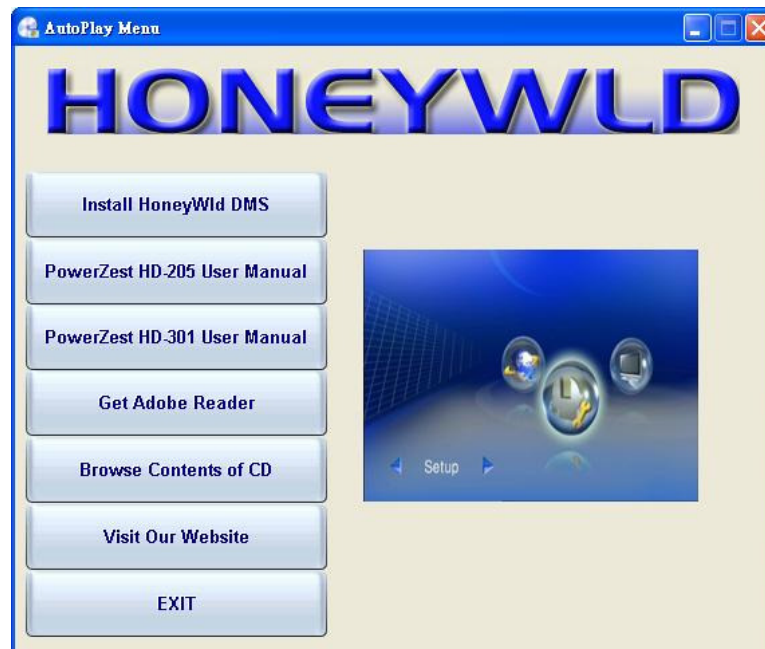 AutoPlay Menu
HONEYWLD
Install HoneyWld DMS
PowerZest HD-205 User Manual
PowerZest HD-301 User Manual
Get Adobe Reader
Browse Contents of CD
Visit Our Website
EXIT
Setup